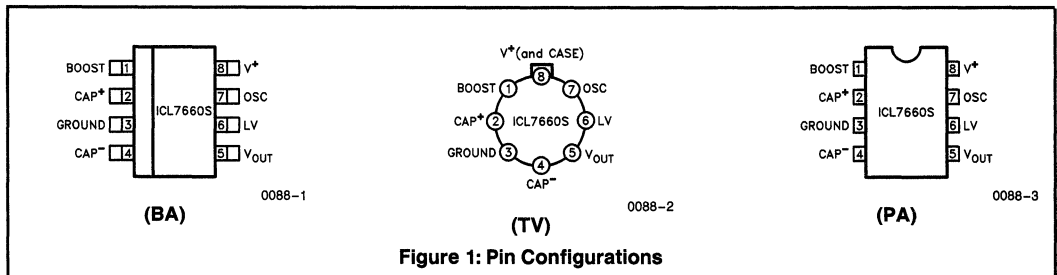 BOOST 1 8 V+
CAP+ 2 7 OSC
ICL7660S
GROUND 3 6 LV
CAP- 4 5 VOUT
0088-1
(BA)
V+(and CASE)
8
BOOST 1 7 OSC
CAP+ 2 ICL7660S 6 LV
GROUND 3 5 VOUT
4
CAP-
0088-2
(TV)
BOOST 1 8 V+
CAP+ 2 7 OSC
ICL7660S
GROUND 3 6 LV
CAP- 4 5 VOUT
0088-3
(PA)
Figure 1: Pin Configurations